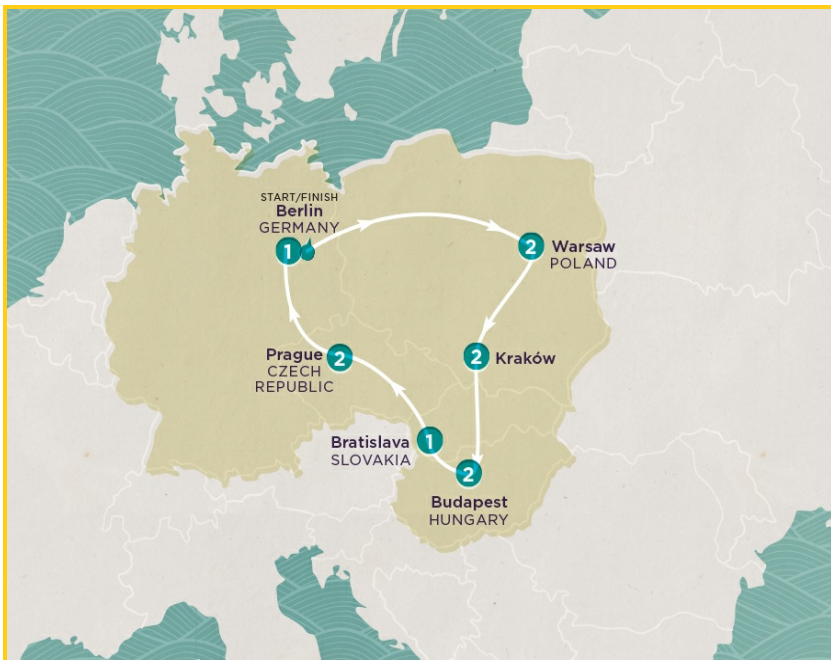 START/FINISH
Berlin
GERMANY
1
2
Warsaw
POLAND
2
Kraków
Prague
CZECH
REPUBLIC
2
Bratislava
SLOVAKIA
1
2
Budapest
HUNGARY